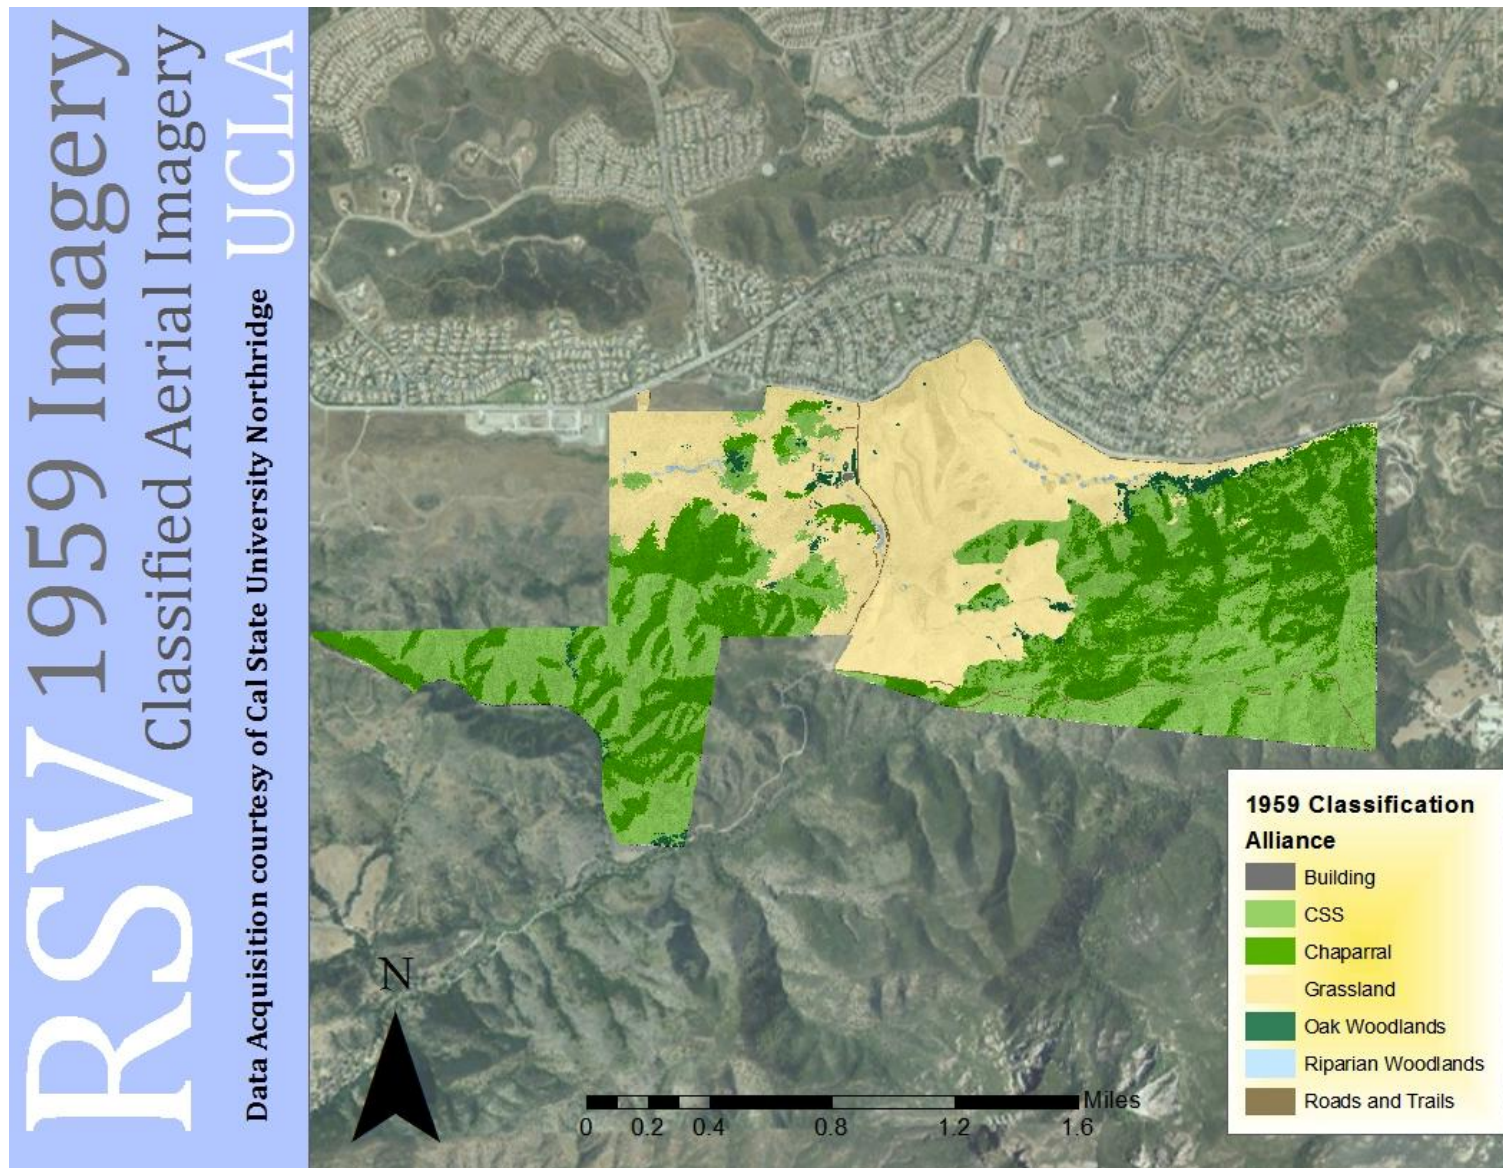 RSV 1959 Imagery
Classified Aerial Imagery
Data Acquisition courtesy of Cal State University Northridge UCLA
1959 Classification
Alliance
Building
CSS
Chaparral
Grassland
Oak Woodlands
Riparian Woodlands
Roads and Trails
N
Miles
0 0.2 0.4 0.8 1.2 1.6